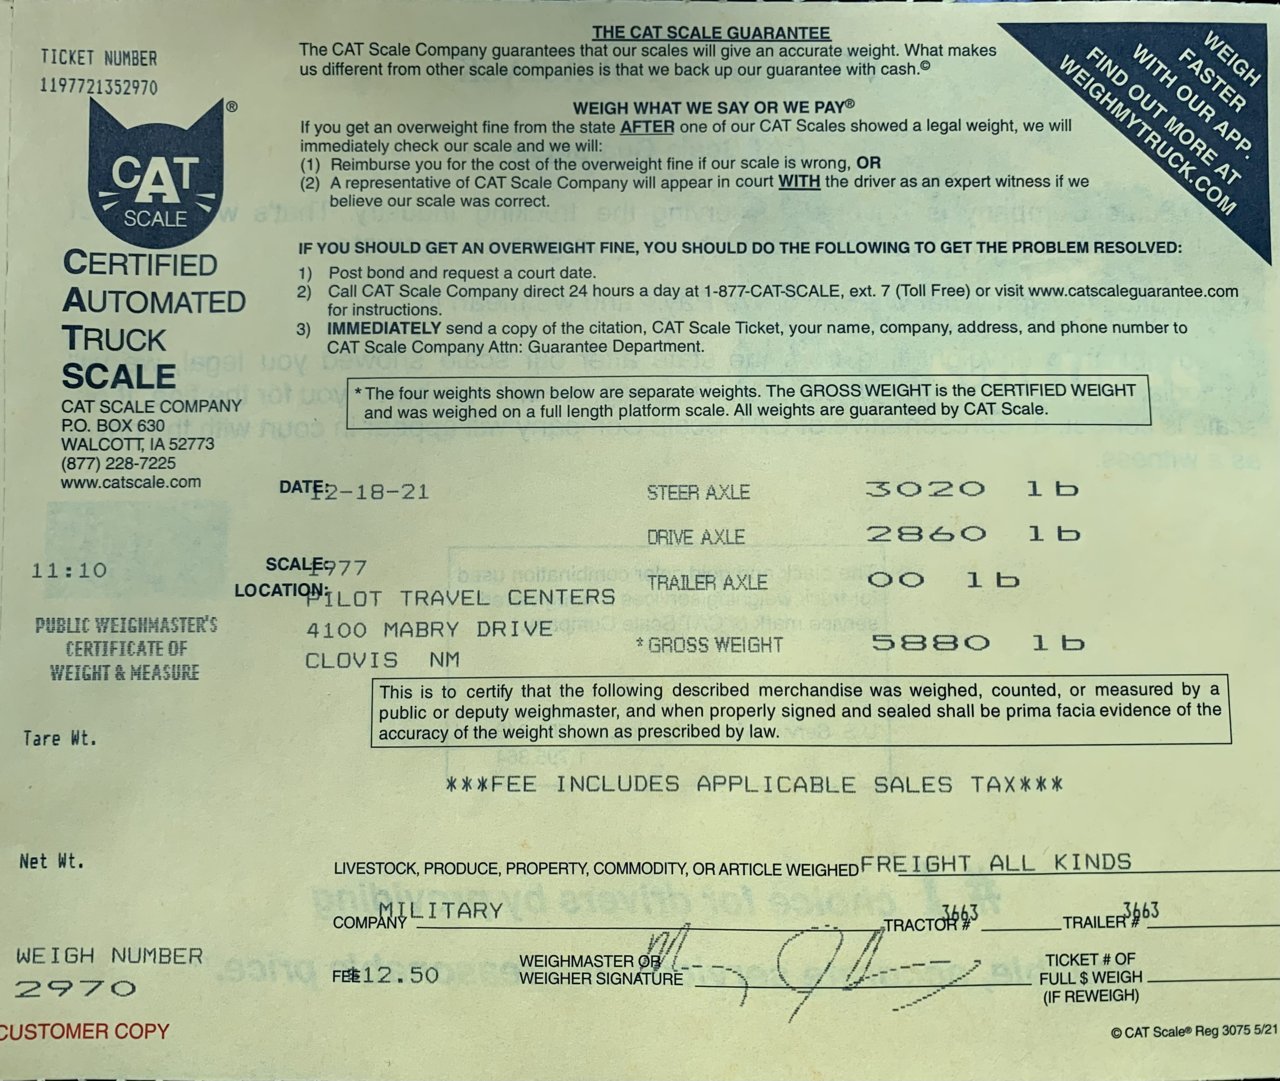 TICKET NUMBER
1197721352970
CAT
SCALE
®
CERTIFIED
AUTOMATED
TRUCK
SCALE
CAT SCALE COMPANY
P.O. BOX 630
WALCOTT, IA 52773
(877) 228-7225
www.catscale.com
THE CAT SCALE GUARANTEE
The CAT Scale Company guarantees that our scales will give an accurate weight. What makes
us different from other scale companies is that we back up our guarantee with cash.©
WEIGH WHAT WE SAY OR WE PAY®
If you get an overweight fine from the state AFTER one of our CAT Scales showed a legal weight, we will
immediately check our scale and we will:
(1) Reimburse you for the cost of the overweight fine if our scale is wrong, OR
(2) A representative of CAT Scale Company will appear in court WITH the driver as an expert witness if we
believe our scale was correct.
WEIGH
FASTER
WITH OUR APP.
FIND OUT MORE AT
WEIGHMYTRUCK.COM
IF YOU SHOULD GET AN OVERWEIGHT FINE, YOU SHOULD DO THE FOLLOWING TO GET THE PROBLEM RESOLVED:
1) Post bond and request a court date.
2) Call CAT Scale Company direct 24 hours a day at 1-877-CAT-SCALE, ext. 7 (Toll Free) or visit www.catscaleguarantee.com
for instructions.
3) IMMEDIATELY send a copy of the citation, CAT Scale Ticket, your name, company, address, and phone number to
CAT Scale Company Attn: Guarantee Department.
* The four weights shown below are separate weights. The GROSS WEIGHT is the CERTIFIED WEIGHT
and was weighed on a full length platform scale. All weights are guaranteed by CAT Scale.
DATE: 12-18-21
STEER AXLE 3020 lb
DRIVE AXLE 2860 lb
11:10
SCALE: 1977
TRAILER AXLE 00 lb
LOCATION: PILOT TRAVEL CENTERS
4100 MABRY DRIVE
CLOVIS NM
* GROSS WEIGHT 5880 lb
PUBLIC WEIGHMASTER'S
CERTIFICATE OF
WEIGHT & MEASURE
This is to certify that the following described merchandise was weighed, counted, or measured by a
public or deputy weighmaster, and when properly signed and sealed shall be prima facia evidence of the
accuracy of the weight shown as prescribed by law.
Tare Wt.
***FEE INCLUDES APPLICABLE SALES TAX***
Net Wt.
LIVESTOCK, PRODUCE, PROPERTY, COMMODITY, OR ARTICLE WEIGHED FREIGHT ALL KINDS
COMPANY MILITARY TRACTOR # 3663 TRAILER # 3663
WEIGH NUMBER
2970
FEE $12.50
WEIGHMASTER OR
WEIGHER SIGNATURE
TICKET # OF
FULL $ WEIGH
(IF REWEIGH)
CUSTOMER COPY
© CAT Scale® Reg 3075 5/21